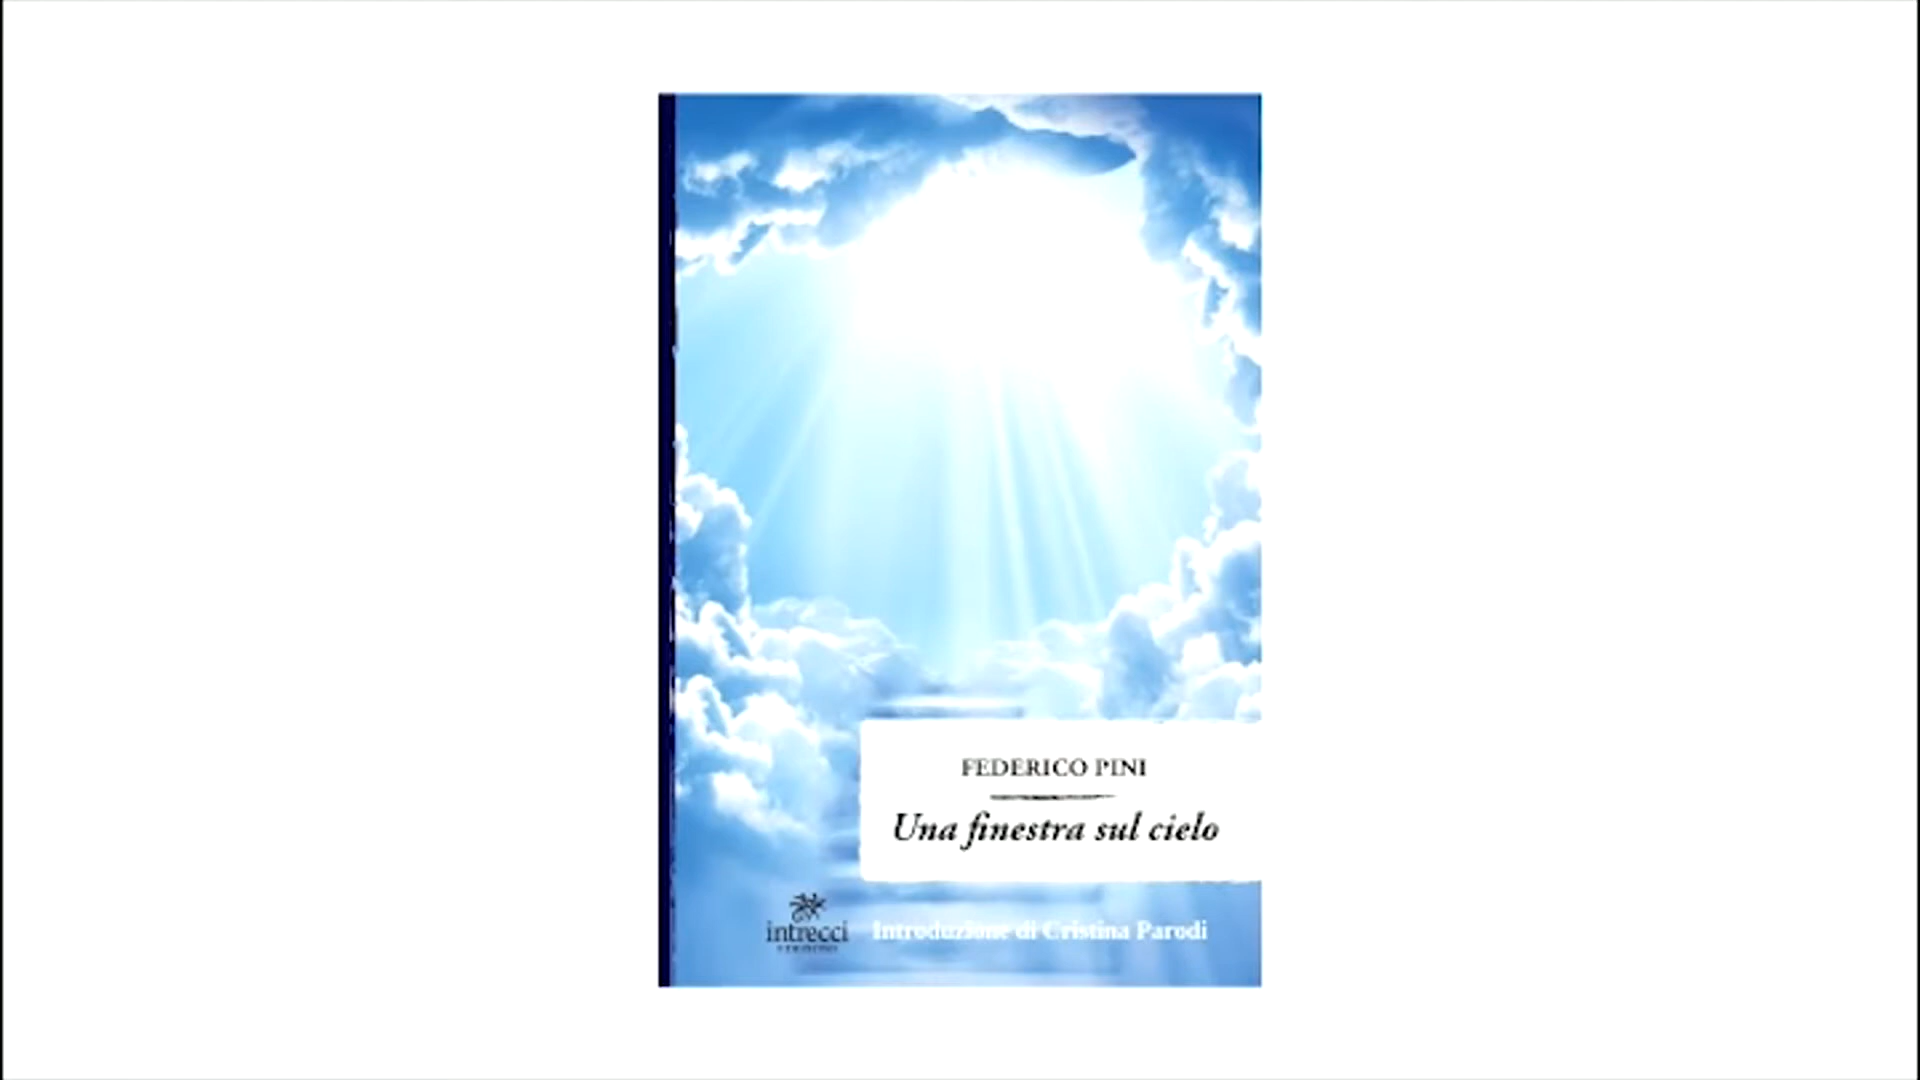 FEDERICO PINI
Una finestra sul cielo
intrecci
Introduzione di Cristina Parodi